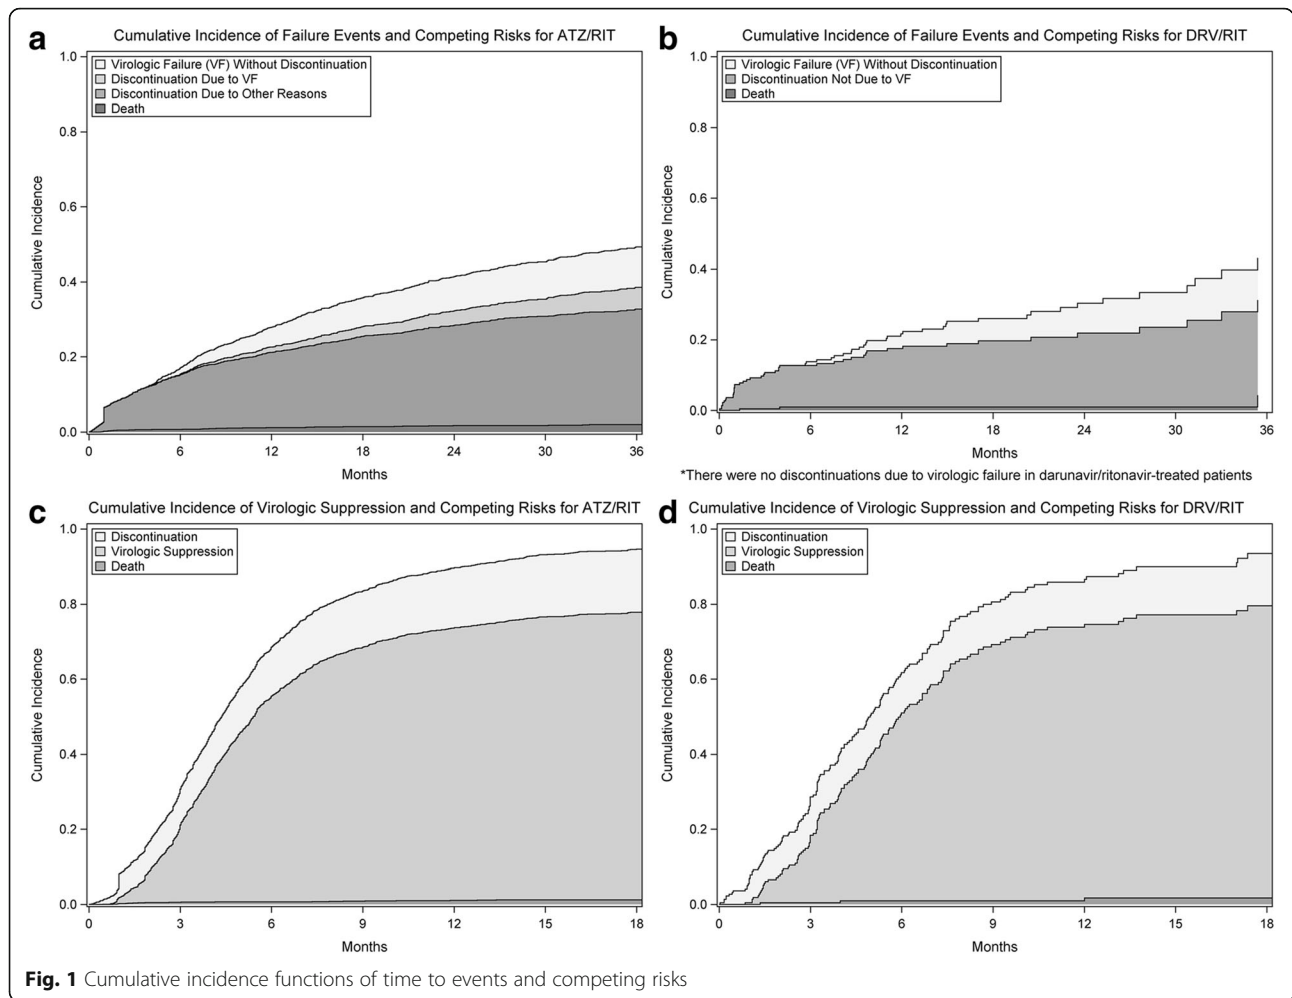 a
Cumulative Incidence of Failure Events and Competing Risks for ATZ/RIT
1.0
0.8
0.6
0.4
0.2
0.0
Cumulative Incidence
Virologic Failure (VF) Without Discontinuation
Discontinuation Due to VF
Discontinuation Due to Other Reasons
Death
0 6 12 18 24 30 36
Months
b
Cumulative Incidence of Failure Events and Competing Risks for DRV/RIT
1.0
0.8
0.6
0.4
0.2
0.0
Cumulative Incidence
Virologic Failure (VF) Without Discontinuation
Discontinuation Not Due to VF
Death
0 6 12 18 24 30 36
Months
*There were no discontinuations due to virologic failure in darunavir/ritonavir-treated patients
c
Cumulative Incidence of Virologic Suppression and Competing Risks for ATZ/RIT
1.0
0.8
0.6
0.4
0.2
0.0
Cumulative Incidence
Discontinuation
Virologic Suppression
Death
0 3 6 9 12 15 18
Months
d
Cumulative Incidence of Virologic Suppression and Competing Risks for DRV/RIT
1.0
0.8
0.6
0.4
0.2
0.0
Cumulative Incidence
Discontinuation
Virologic Suppression
Death
0 3 6 9 12 15 18
Months
Fig. 1 Cumulative incidence functions of time to events and competing risks